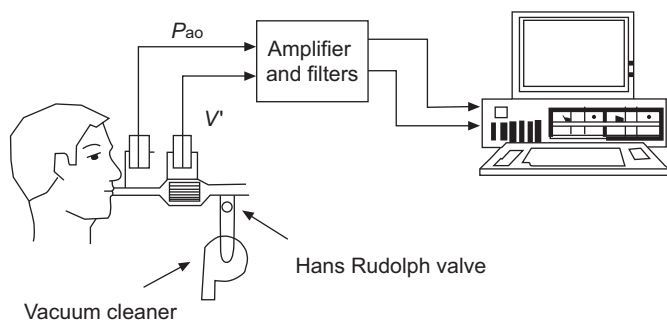 Pao
Amplifier
and filters
V'
Hans Rudolph valve
Vacuum cleaner